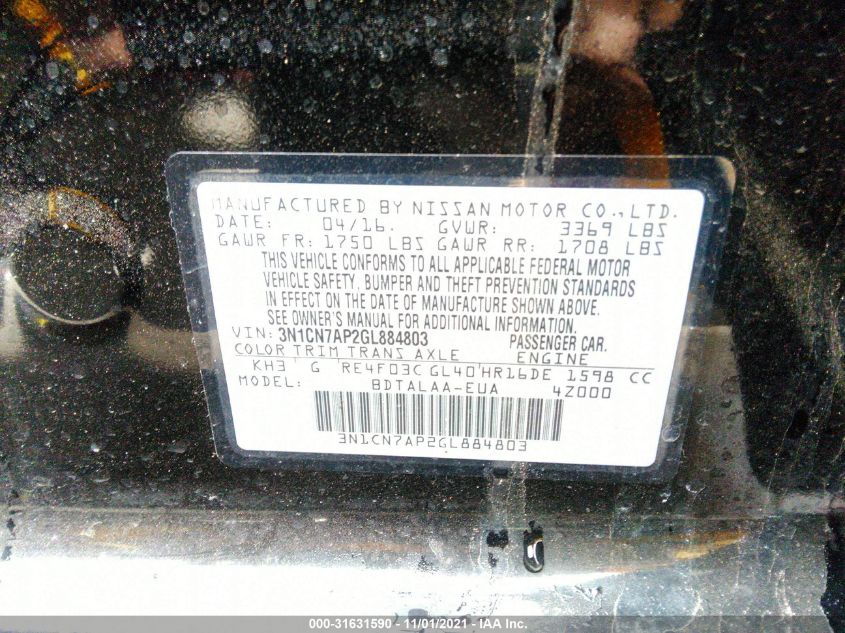 MANUFACTURED BY NISSAN MOTOR CO., LTD.
DATE: 04/16. GVWR: 3369 LBS
GAWR FR: 1750 LBS GAWR RR: 1708 LBS
THIS VEHICLE CONFORMS TO ALL APPLICABLE FEDERAL MOTOR
VEHICLE SAFETY. BUMPER AND THEFT PREVENTION STANDARDS
IN EFFECT ON THE DATE OF MANUFACTURE SHOWN ABOVE.
SEE OWNER'S MANUAL FOR ADDITIONAL INFORMATION.
VIN: 3N1CN7AP2GL884803 PASSENGER CAR.
COLOR TRIM TRANS AXLE ENGINE
KH3 G RE4F03C GL40 HR16DE 1598 CC
MODEL: BDTALAA-EUA 4Z000
3N1CN7AP2GL884803
000-31631590 - 11/01/2021 - IAA Inc.